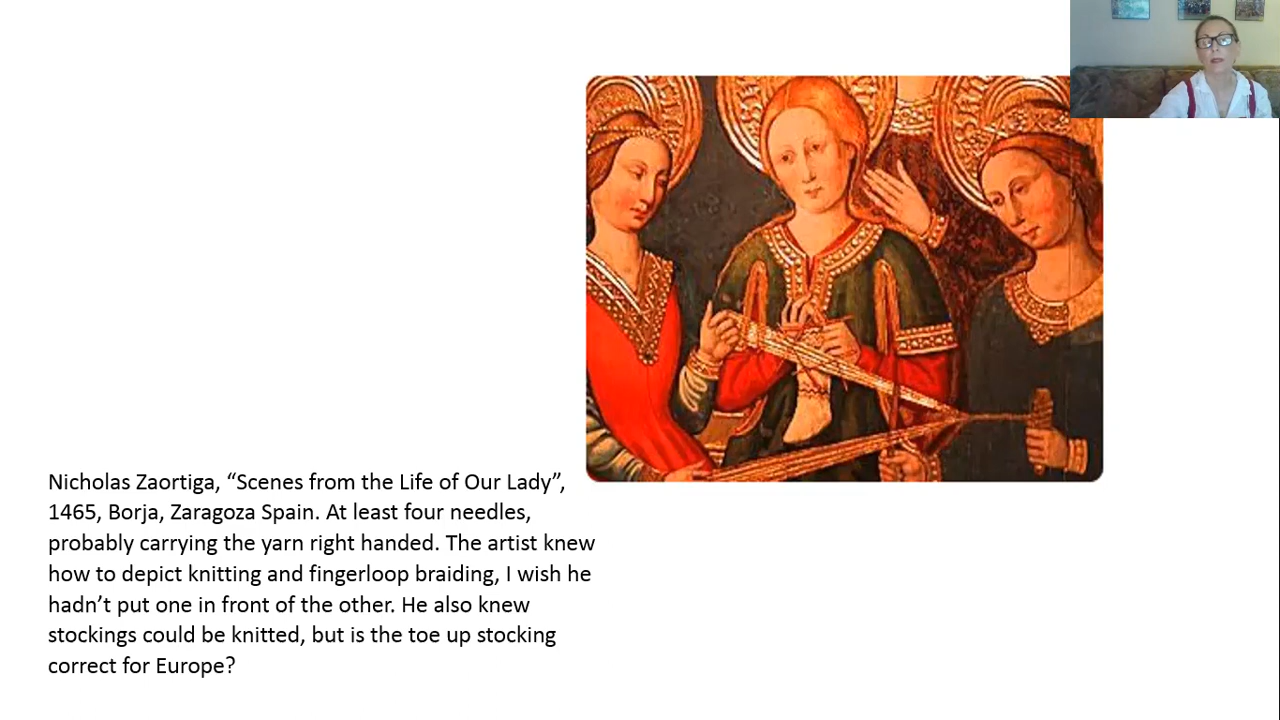 Nicholas Zaortiga, “Scenes from the Life of Our Lady”,
1465, Borja, Zaragoza Spain. At least four needles,
probably carrying the yarn right handed. The artist knew
how to depict knitting and fingerloop braiding, I wish he
hadn’t put one in front of the other. He also knew
stockings could be knitted, but is the toe up stocking
correct for Europe?